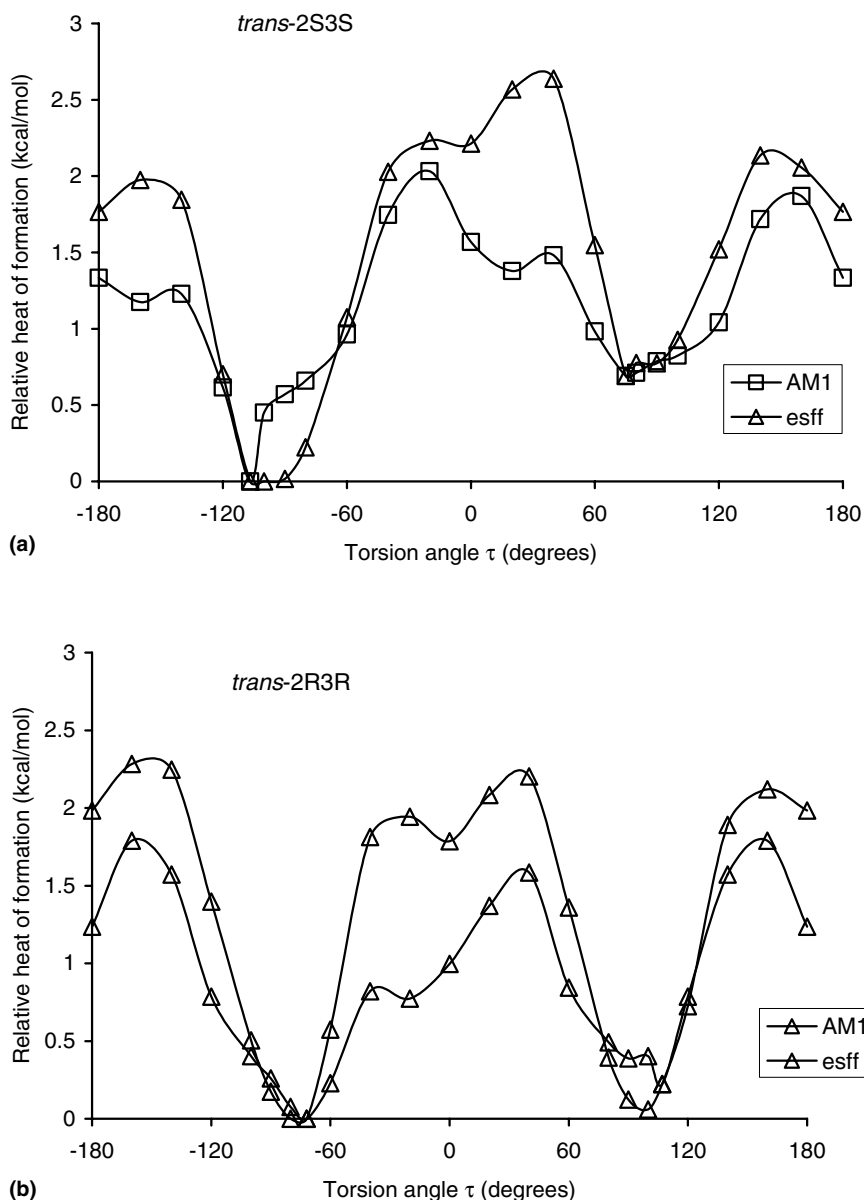 trans-2S3S
Relative heat of formation (kcal/mol)
3
2.5
2
1.5
1
0.5
0
-180 -120 -60 0 60 120 180
AM1
esff
Torsion angle τ (degrees)
(a)
trans-2R3R
Relative heat of formation (kcal/mol)
3
2.5
2
1.5
1
0.5
0
-180 -120 -60 0 60 120 180
AM1
esff
Torsion angle τ (degrees)
(b)